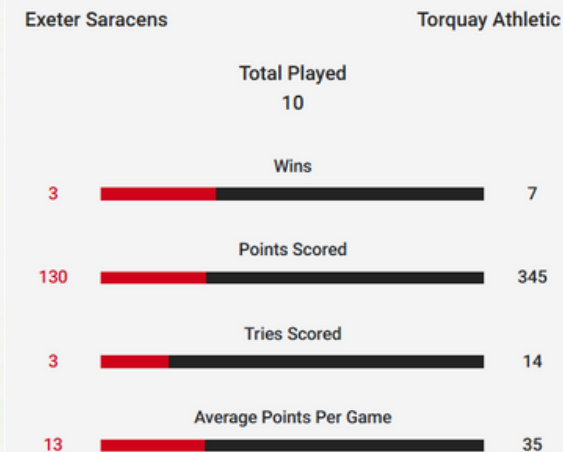 Exeter Saracens Torquay Athletic
Total Played
10
Wins
3 7
Points Scored
130 345
Tries Scored
3 14
Average Points Per Game
13 35